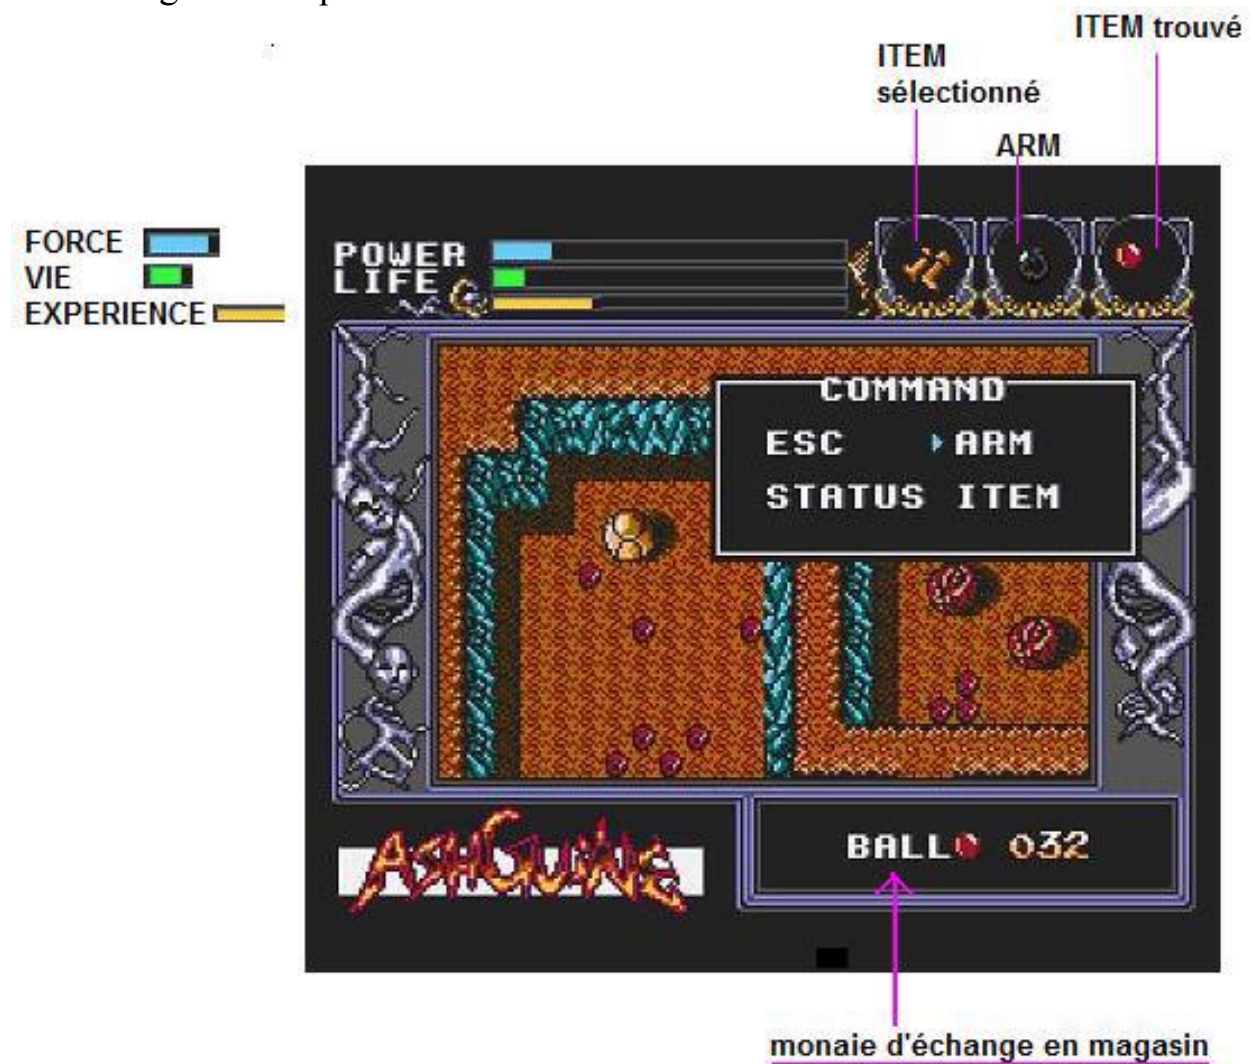 ITEM trouvé
ITEM
sélectionné
ARM
FORCE
VIE
EXPERIENCE
POWER
LIFE
COMMAND
ESC ARM
STATUS ITEM
ASHGUINE
BALL 032
monaie d'échange en magasin